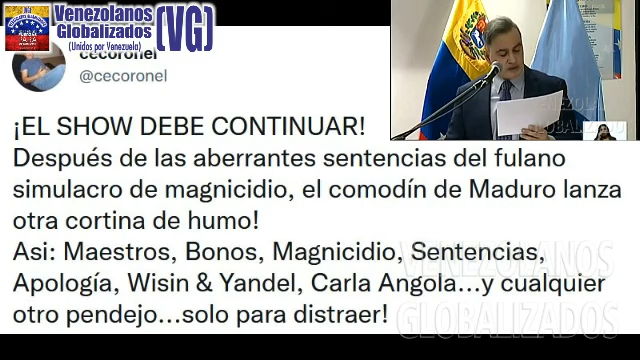 Venezolanos
Globalizados
(Unidos por Venezuela)
(VG)
cecoronel
@cecoronel
¡EL SHOW DEBE CONTINUAR!
Después de las aberrantes sentencias del fulano
simulacro de magnicidio, el comodín de Maduro lanza
otra cortina de humo!
Asi: Maestros, Bonos, Magnicidio, Sentencias,
Apología, Wisin & Yandel, Carla Angola...y cualquier
otro pendejo...solo para distraer!
VENEZOLANOS
GLOBALIZADOS